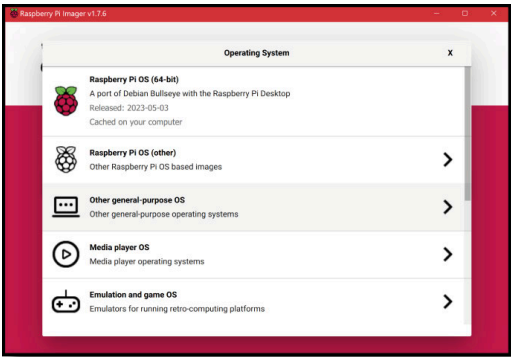 Raspberry Pi Imager v1.7.6
Operating System X
Raspberry Pi OS (64-bit)
A port of Debian Bullseye with the Raspberry Pi Desktop
Released: 2023-05-03
Cached on your computer
Raspberry Pi OS (other)
Other Raspberry Pi OS based images
Other general-purpose OS
Other general-purpose operating systems
Media player OS
Media player operating systems
Emulation and game OS
Emulators for running retro-computing platforms